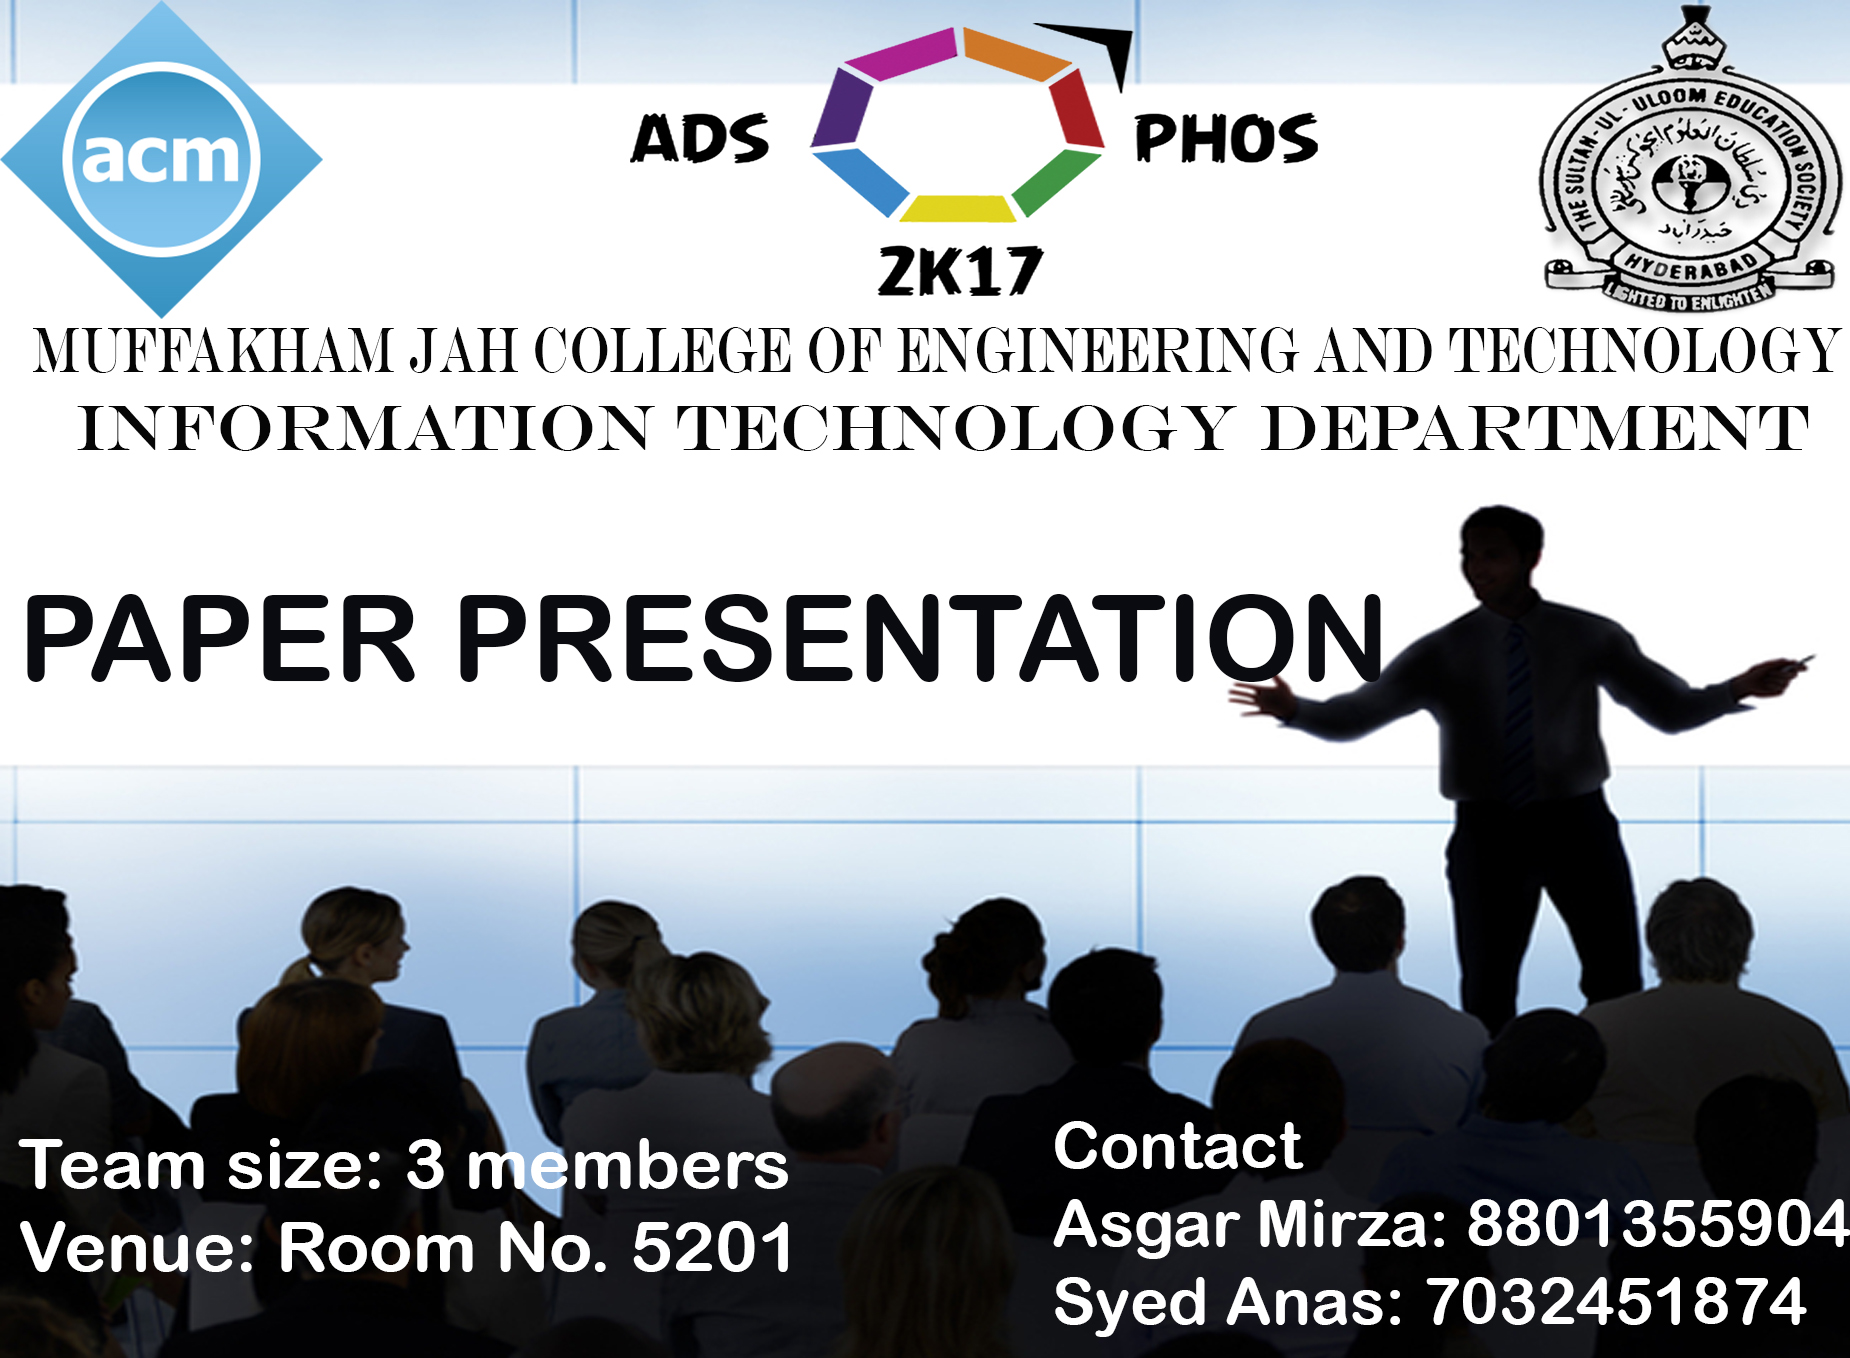 acm
ADS PHOS
2K17
THE SULTAN-UL-ULOOM EDUCATION SOCIETY
حيدرآباد
HYDERABAD
LIGHTED TO ENLIGHTEN
MUFFAKHAM JAH COLLEGE OF ENGINEERING AND TECHNOLOGY
INFORMATION TECHNOLOGY DEPARTMENT
PAPER PRESENTATION
Team size: 3 members
Venue: Room No. 5201
Contact
Asgar Mirza: 8801355904
Syed Anas: 7032451874